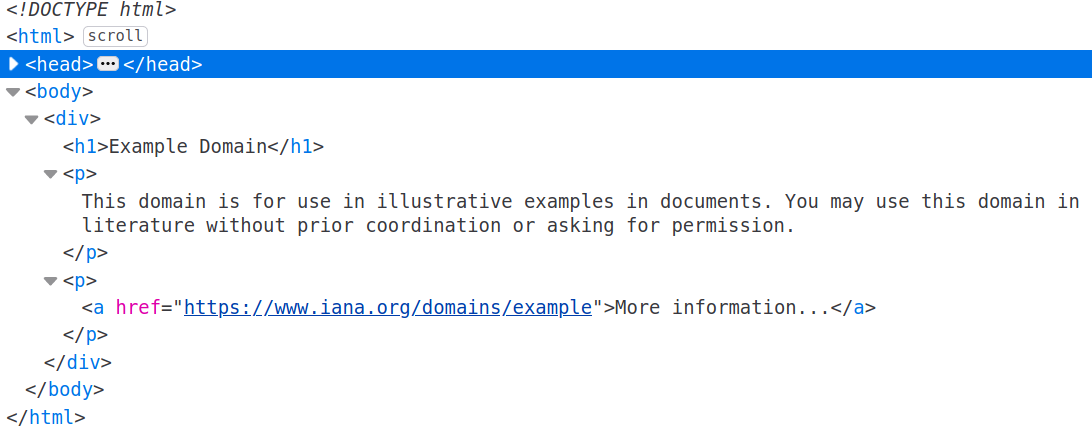 <!DOCTYPE html>
<html> scroll
<head>•••</head>
<body>
<div>
<h1>Example Domain</h1>
<p>
This domain is for use in illustrative examples in documents. You may use this domain in
literature without prior coordination or asking for permission.
</p>
<p>
<a href="https://www.iana.org/domains/example">More information...</a>
</p>
</div>
</body>
</html>